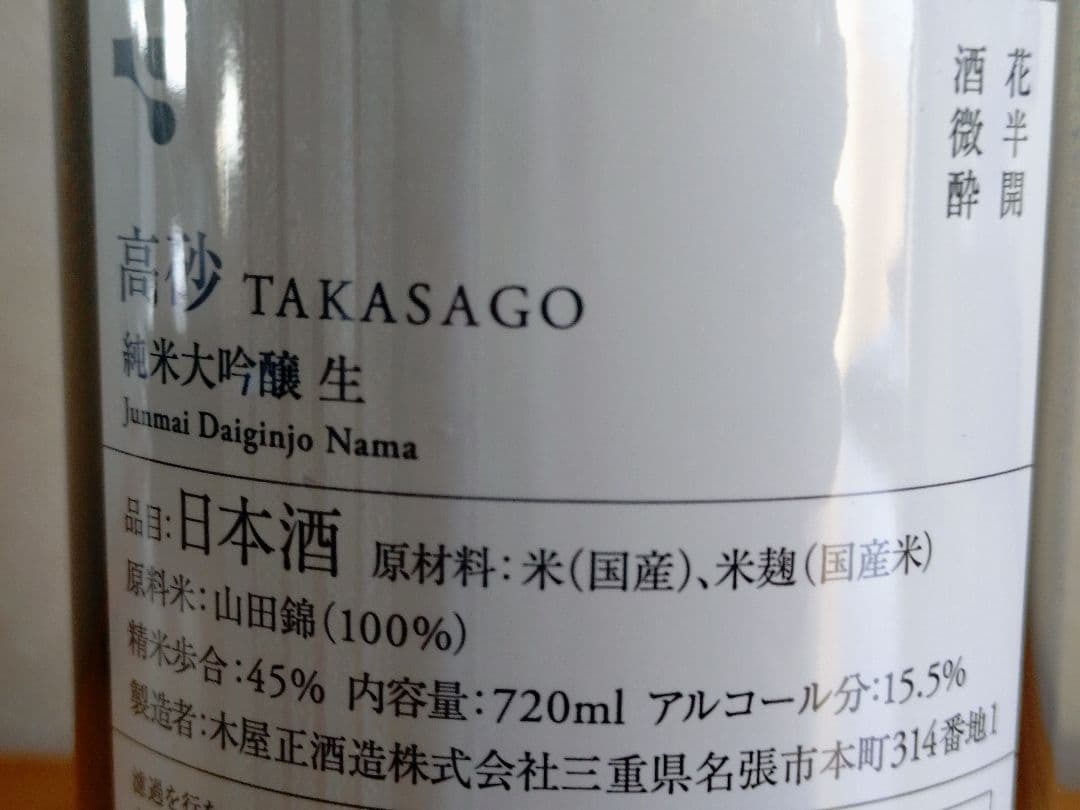 花半開
酒微酔
高砂 TAKASAGO
純米大吟醸 生
Junmai Daiginjo Nama
品目:日本酒 原材料:米(国産)、米麹(国産米)
原料米:山田錦(100%)
精米歩合:45% 内容量:720ml アルコール分:15.5%
製造者:木屋正酒造株式会社三重県名張市本町314番地1